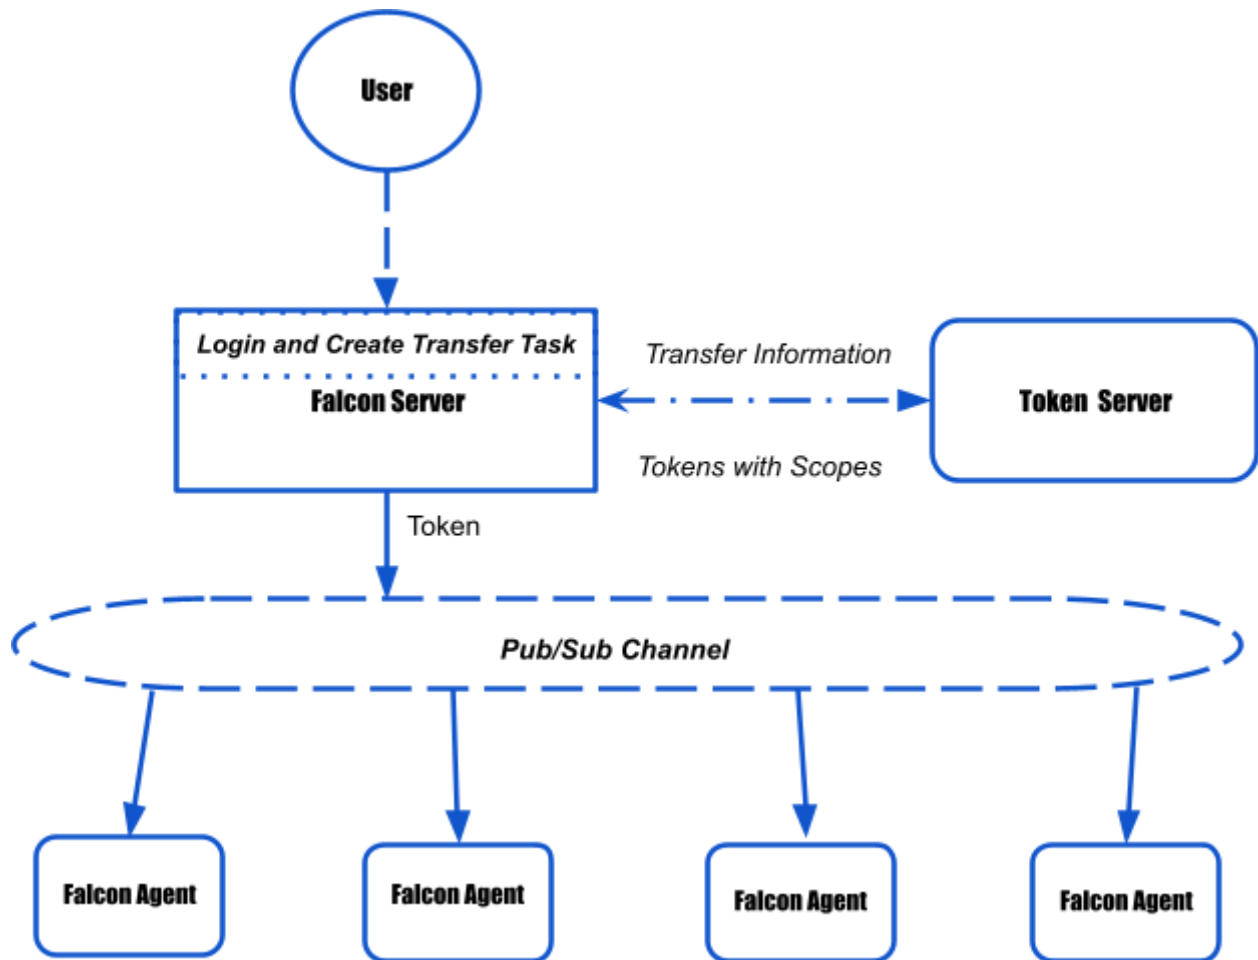 User
Login and Create Transfer Task
Falcon Server
Transfer Information
Tokens with Scopes
Token Server
Token
Pub/Sub Channel
Falcon Agent
Falcon Agent
Falcon Agent
Falcon Agent